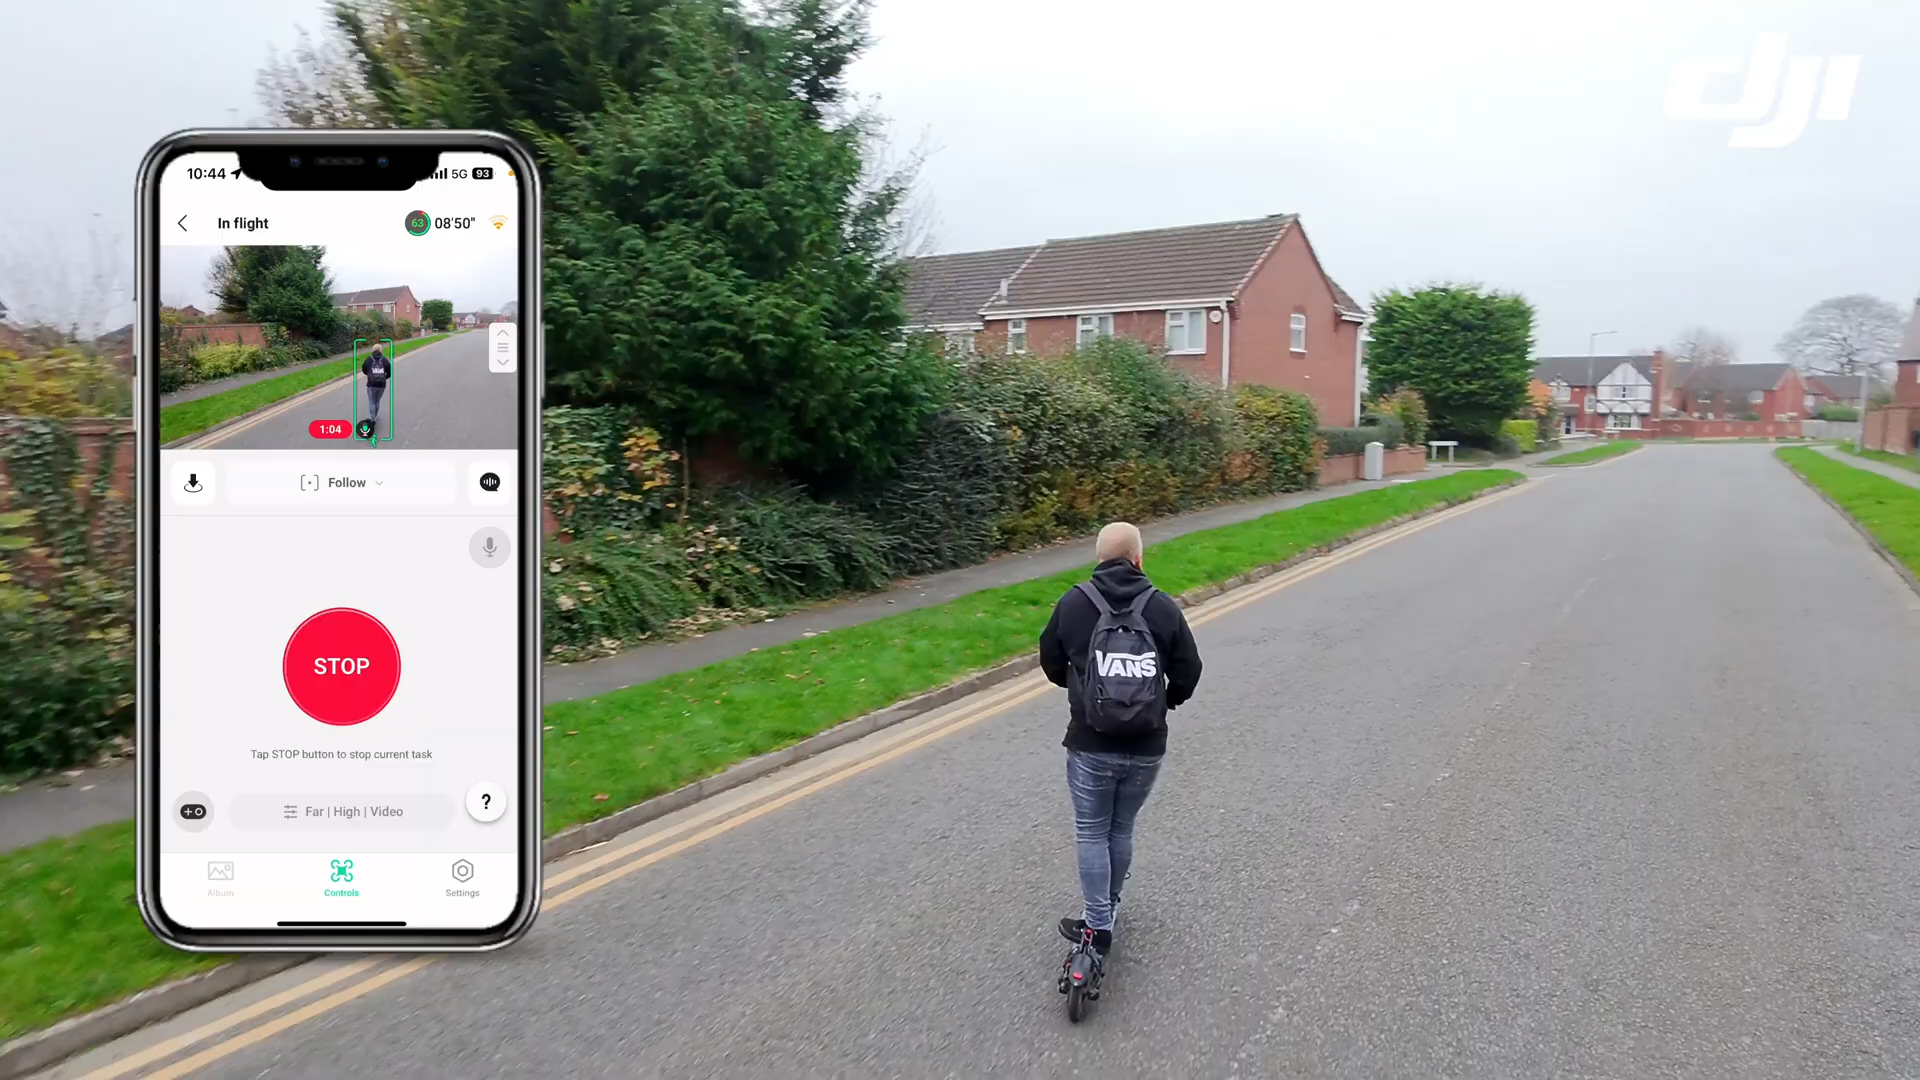 dji
10:44
5G 93
In flight
63 08'50"
1:04
Follow
STOP
Tap STOP button to stop current task
Far | High | Video
?
Album
Controls
Settings
VANS